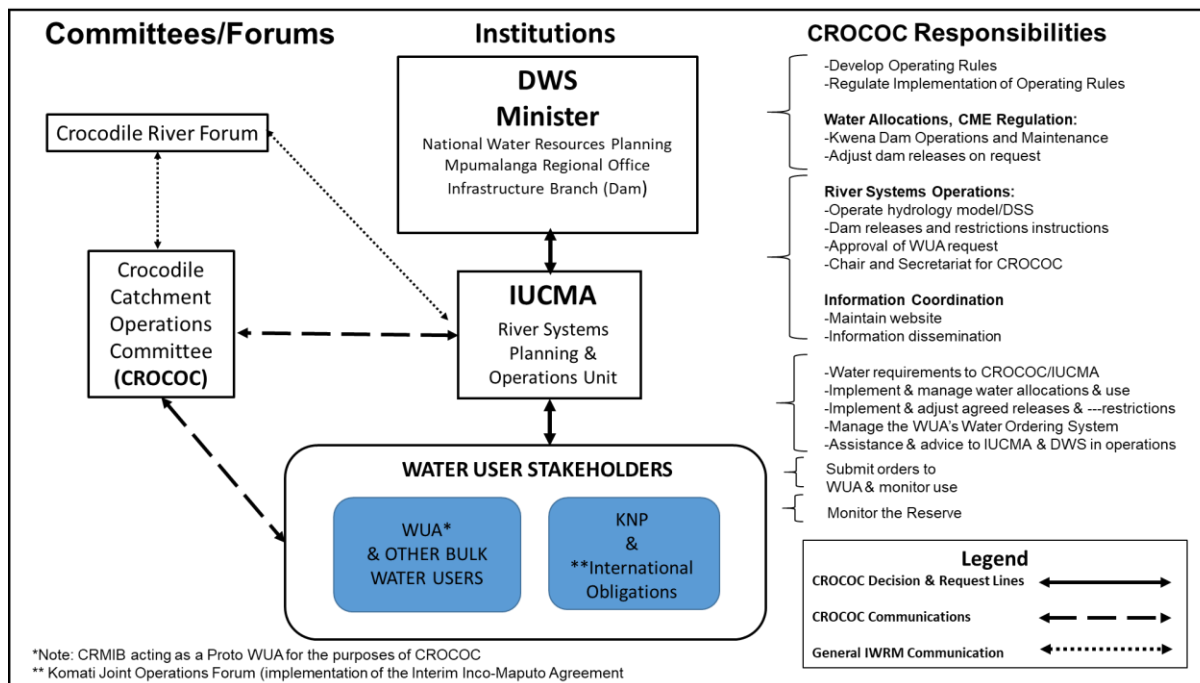 Committees/Forums
Institutions
CROCOC Responsibilities
Crocodile River Forum
Crocodile
Catchment
Operations
Committee
(CROCOC)
DWS
Minister
National Water Resources Planning
Mpumalanga Regional Office
Infrastructure Branch (Dam)
IUCMA
River Systems
Planning &
Operations Unit
WATER USER STAKEHOLDERS
WUA*
& OTHER BULK
WATER USERS
KNP
&
**International
Obligations
-Develop Operating Rules
-Regulate Implementation of Operating Rules
Water Allocations, CME Regulation:
-Kwena Dam Operations and Maintenance
-Adjust dam releases on request
River Systems Operations:
-Operate hydrology model/DSS
-Dam releases and restrictions instructions
-Approval of WUA request
-Chair and Secretariat for CROCOC
Information Coordination
-Maintain website
-Information dissemination
-Water requirements to CROCOC/IUCMA
-Implement & manage water allocations & use
-Implement & adjust agreed releases & ---restrictions
-Manage the WUA's Water Ordering System
-Assistance & advice to IUCMA & DWS in operations
Submit orders to
WUA & monitor use
Monitor the Reserve
Legend
CROCOC Decision & Request Lines
CROCOC Communications
General IWRM Communication
*Note: CRMIB acting as a Proto WUA for the purposes of CROCOC
** Komati Joint Operations Forum (implementation of the Interim Inco-Maputo Agreement